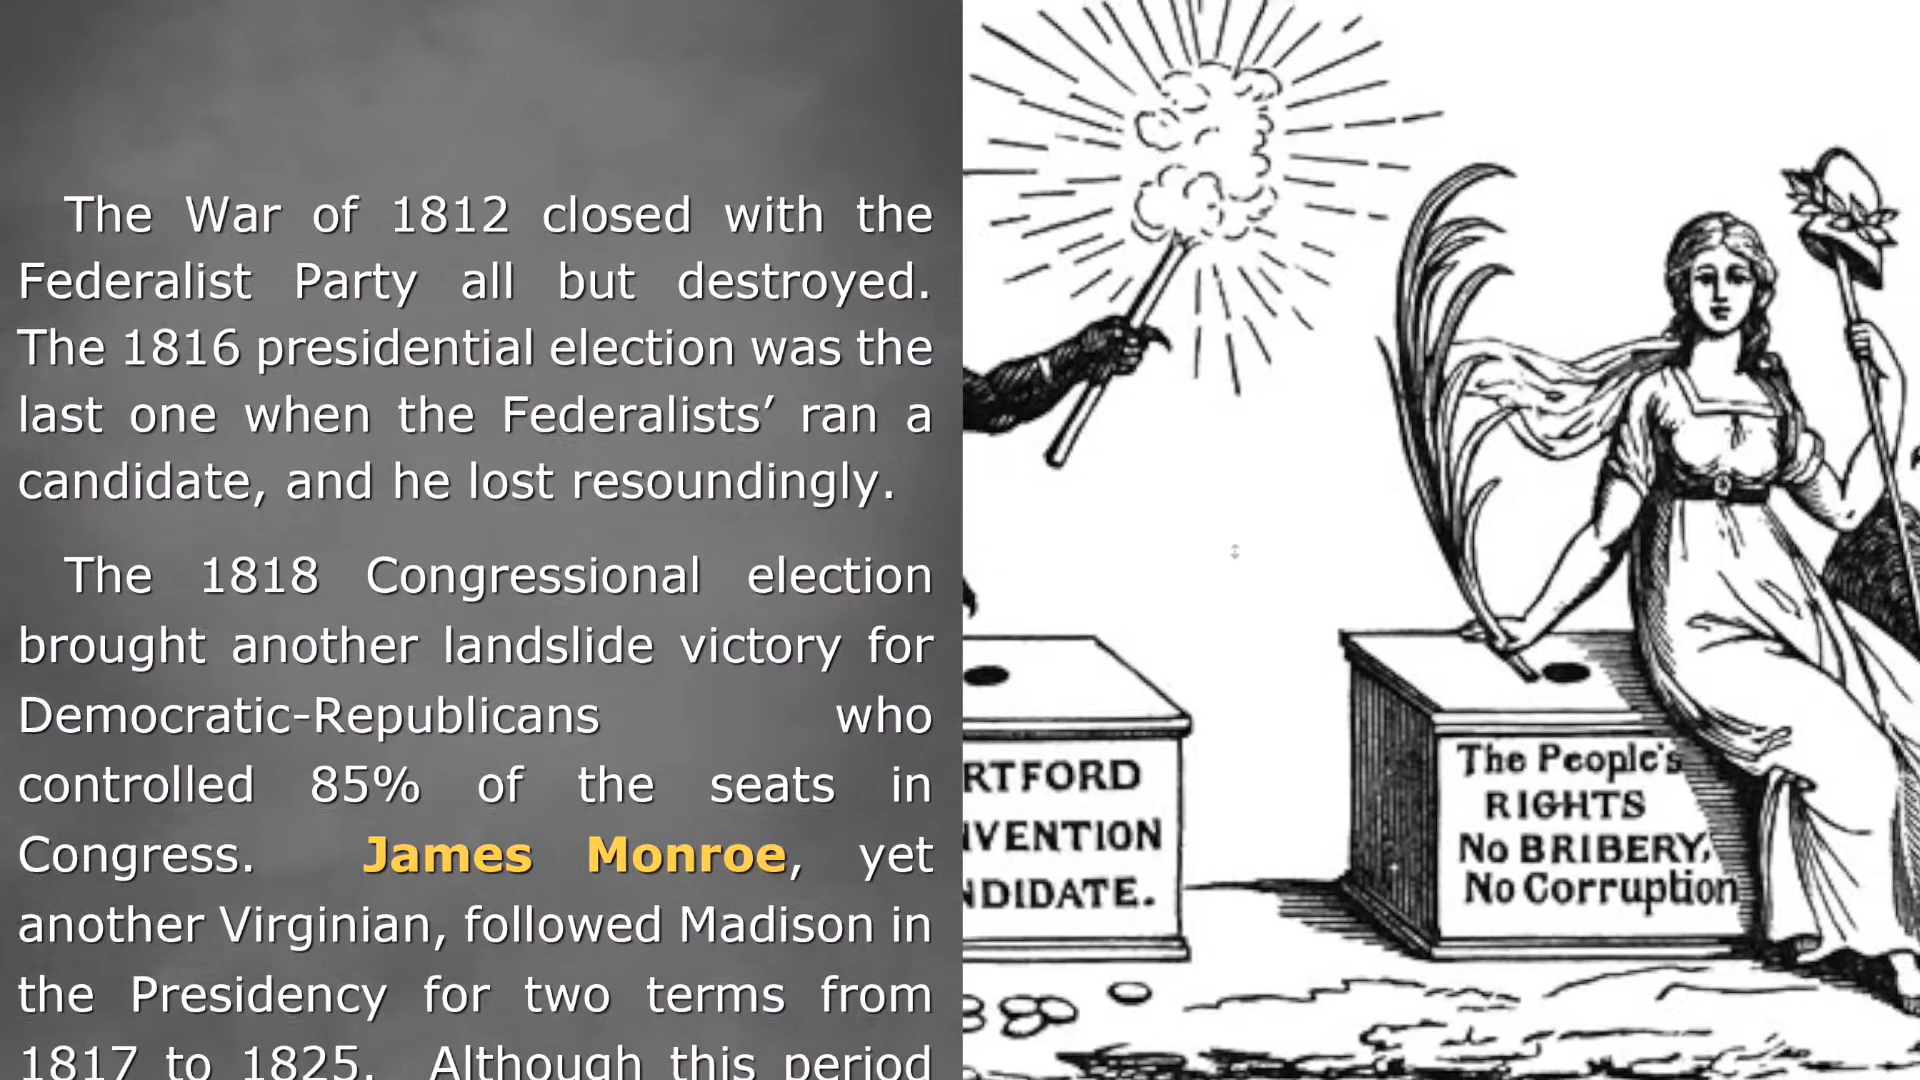 The War of 1812 closed with the
Federalist Party all but destroyed.
The 1816 presidential election was the
last one when the Federalists’ ran a
candidate, and he lost resoundingly.
The 1818 Congressional election
brought another landslide victory for
Democratic-Republicans who
controlled 85% of the seats in
Congress. James Monroe, yet
another Virginian, followed Madison in
the Presidency for two terms from
1817 to 1825. Although this period
RTFORD
NVENTION
NDIDATE.
The People's
RIGHTS
No BRIBERY,
No Corruption